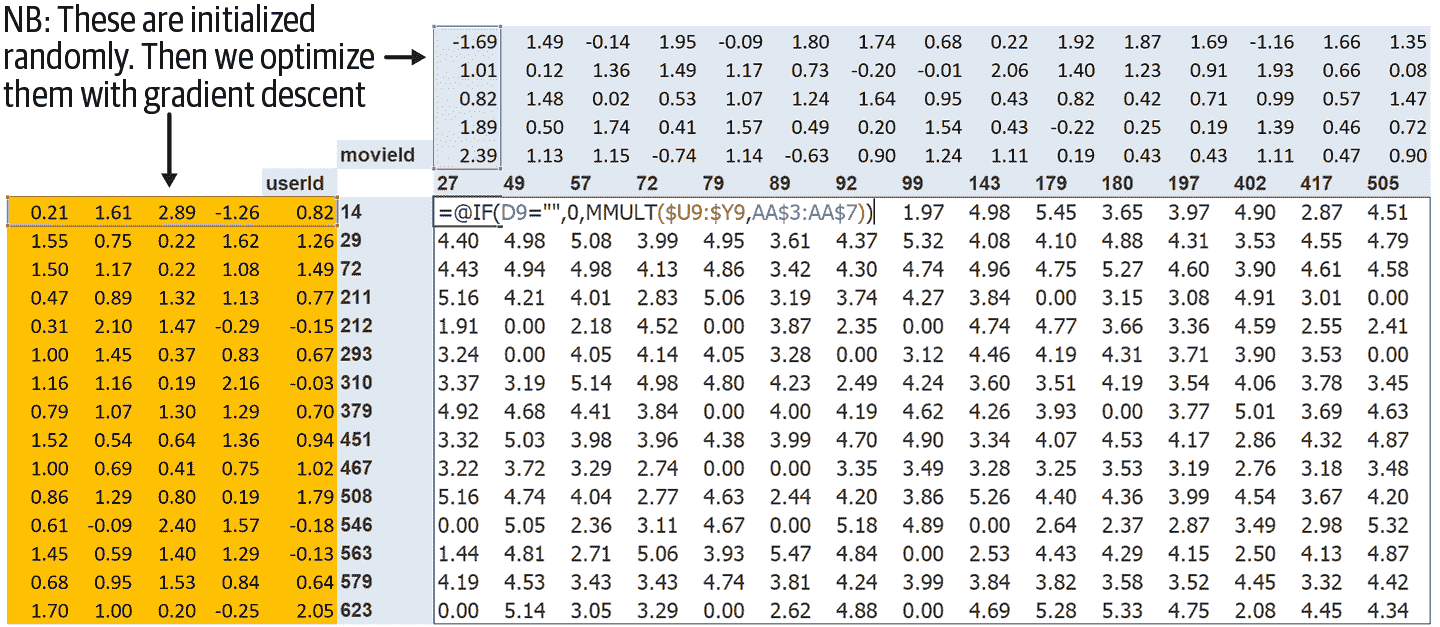 NB: These are initialized
randomly. Then we optimize
them with gradient descent
-1.69 1.49 -0.14 1.95 -0.09 1.80 1.74 0.68 0.22 1.92 1.87 1.69 -1.16 1.66 1.35
1.01 0.12 1.36 1.49 1.17 0.73 -0.20 -0.01 2.06 1.40 1.23 0.91 1.93 0.66 0.08
0.82 1.48 0.02 0.53 1.07 1.24 1.64 0.95 0.43 0.82 0.42 0.71 0.99 0.57 1.47
1.89 0.50 1.74 0.41 1.57 0.49 0.20 1.54 0.43 -0.22 0.25 0.19 1.39 0.46 0.72
movieId 2.39 1.13 1.15 -0.74 1.14 -0.63 0.90 1.24 1.11 0.19 0.43 0.43 1.11 0.47 0.90
userId 27 49 57 72 79 89 92 99 143 179 180 197 402 417 505
0.21 1.61 2.89 -1.26 0.82 14 =@IF(D9="",0,MMULT($U9:$Y9,AA$3:AA$7)) 1.97 4.98 5.45 3.65 3.97 4.90 2.87 4.51
1.55 0.75 0.22 1.62 1.26 29 4.40 4.98 5.08 3.99 4.95 3.61 4.37 5.32 4.08 4.10 4.88 4.31 3.53 4.55 4.79
1.50 1.17 0.22 1.08 1.49 72 4.43 4.94 4.98 4.13 4.86 3.42 4.30 4.74 4.96 4.75 5.27 4.60 3.90 4.61 4.58
0.47 0.89 1.32 1.13 0.77 211 5.16 4.21 4.01 2.83 5.06 3.19 3.74 4.27 3.84 0.00 3.15 3.08 4.91 3.01 0.00
0.31 2.10 1.47 -0.29 -0.15 212 1.91 0.00 2.18 4.52 0.00 3.87 2.35 0.00 4.74 4.77 3.66 3.36 4.59 2.55 2.41
1.00 1.45 0.37 0.83 0.67 293 3.24 0.00 4.05 4.14 4.05 3.28 0.00 3.12 4.46 4.19 4.31 3.71 3.90 3.53 0.00
1.16 1.16 0.19 2.16 -0.03 310 3.37 3.19 5.14 4.98 4.80 4.23 2.49 4.24 3.60 3.51 4.19 3.54 4.06 3.78 3.45
0.79 1.07 1.30 1.29 0.70 379 4.92 4.68 4.41 3.84 0.00 4.00 4.19 4.62 4.26 3.93 0.00 3.77 5.01 3.69 4.63
1.52 0.54 0.64 1.36 0.94 451 3.32 5.03 3.98 3.96 4.38 3.99 4.70 4.90 3.34 4.07 4.53 4.17 2.86 4.32 4.87
1.00 0.69 0.41 0.75 1.02 467 3.22 3.72 3.29 2.74 0.00 0.00 3.35 3.49 3.28 3.25 3.53 3.19 2.76 3.18 3.48
0.86 1.29 0.80 0.19 1.79 508 5.16 4.74 4.04 2.77 4.63 2.44 4.20 3.86 5.26 4.40 4.36 3.99 4.54 3.67 4.20
0.61 -0.09 2.40 1.57 -0.18 546 0.00 5.05 2.36 3.11 4.67 0.00 5.18 4.89 0.00 2.64 2.37 2.87 3.49 2.98 5.32
1.45 0.59 1.40 1.29 -0.13 563 1.44 4.81 2.71 5.06 3.93 5.47 4.84 0.00 2.53 4.43 4.29 4.15 2.50 4.13 4.87
0.68 0.95 1.53 0.84 0.64 579 4.19 4.53 3.43 3.43 4.74 3.81 4.24 3.99 3.84 3.82 3.58 3.52 4.45 3.32 4.42
1.70 1.00 0.20 -0.25 2.05 623 0.00 5.14 3.05 3.29 0.00 2.62 4.88 0.00 4.69 5.28 5.33 4.75 2.08 4.45 4.34